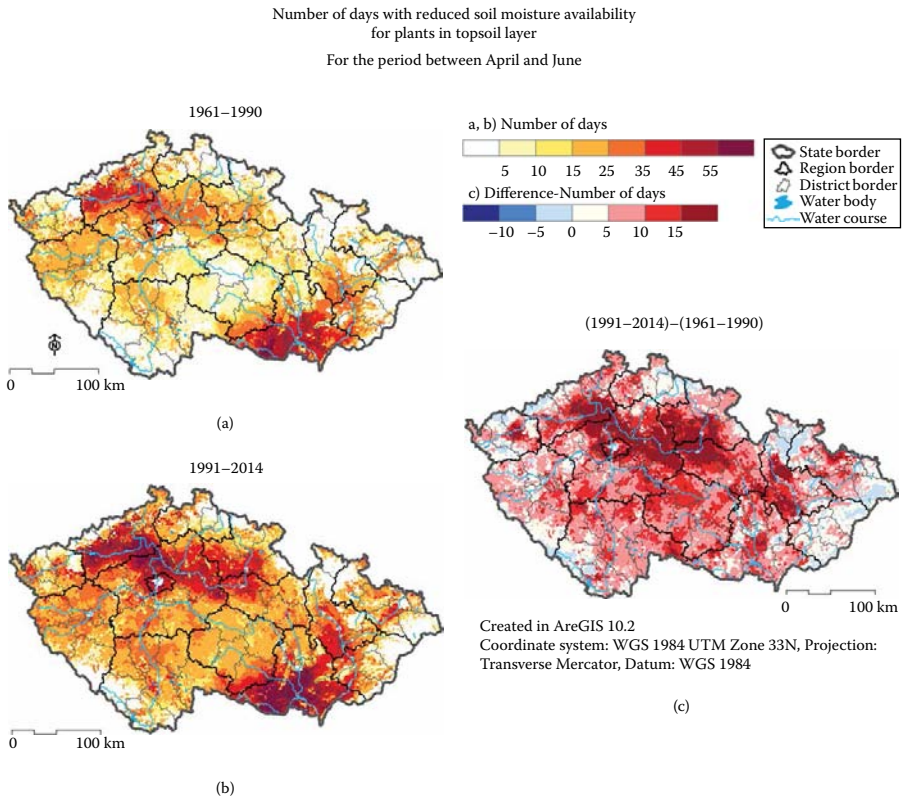 Number of days with reduced soil moisture availability
for plants in topsoil layer
For the period between April and June
1961–1990
0 100 km
(a)
1991–2014
0 100 km
(b)
a, b) Number of days
5 10 15 25 35 45 55
c) Difference-Number of days
−10 −5 0 5 10 15
State border
Region border
District border
Water body
Water course
(1991–2014)–(1961–1990)
0 100 km
Created in AreGIS 10.2
Coordinate system: WGS 1984 UTM Zone 33N, Projection:
Transverse Mercator, Datum: WGS 1984
(c)
N